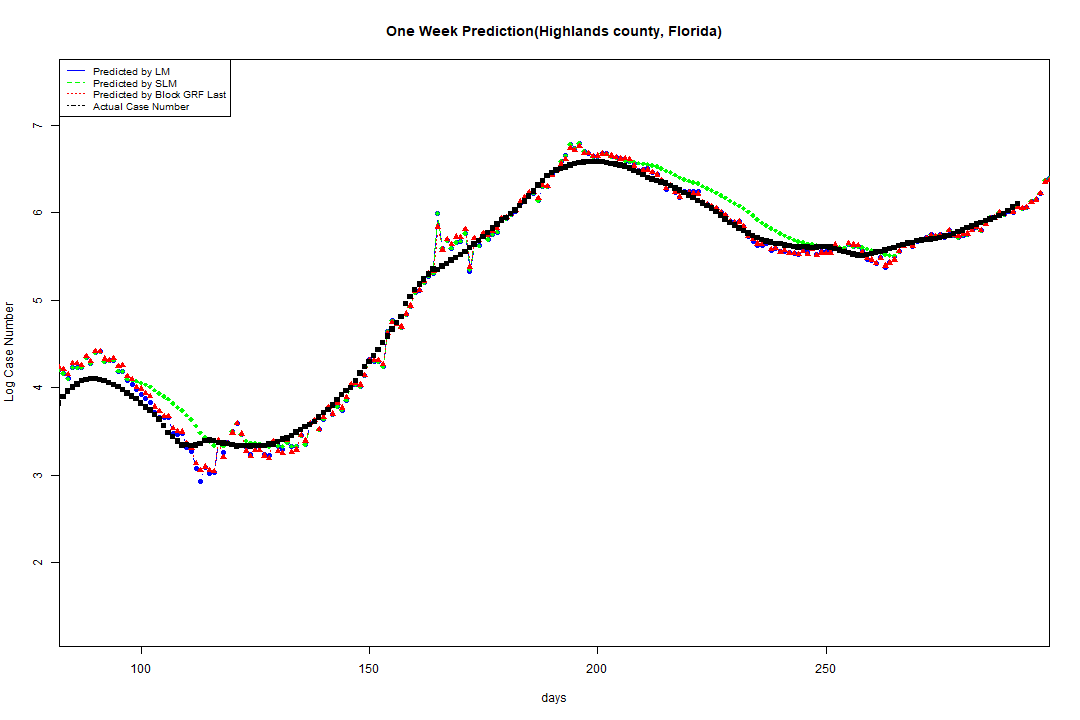 One Week Prediction(Highlands county, Florida)
Predicted by LM
Predicted by SLM
Predicted by Block GRF Last
Actual Case Number
7
6
5
4
3
2
Log Case Number
100
150
200
250
days